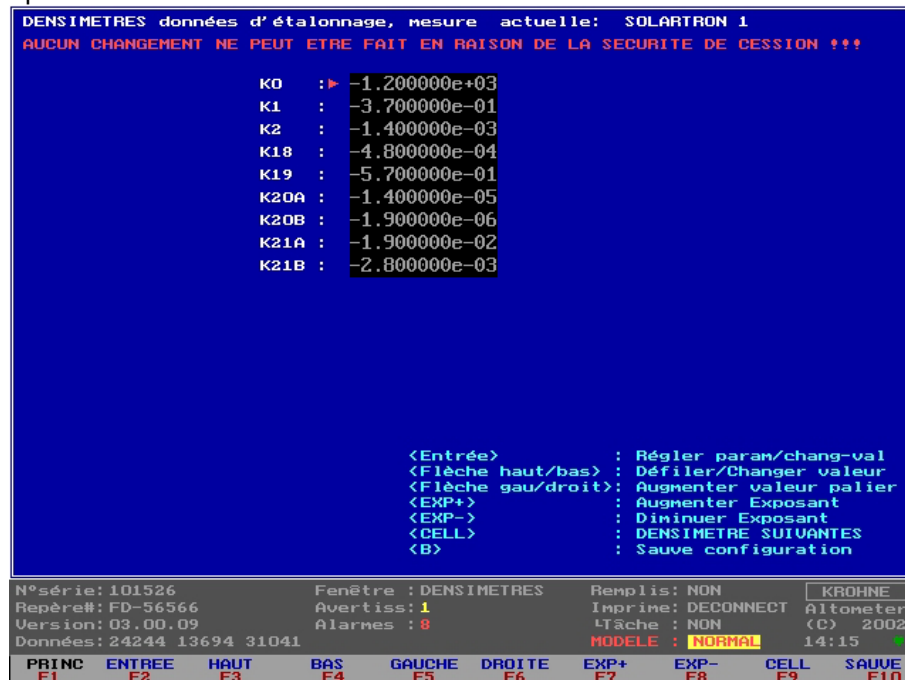 DENSIMETRES données d'étalonnage, mesure actuelle: SOLARTRON 1
AUCUN CHANGEMENT NE PEUT ETRE FAIT EN RAISON DE LA SECURITE DE CESSION !!!
K0 :► -1.200000e+03
K1 : -3.700000e-01
K2 : -1.400000e-03
K18 : -4.800000e-04
K19 : -5.700000e-01
K20A : -1.400000e-05
K20B : -1.900000e-06
K21A : -1.900000e-02
K21B : -2.800000e-03
<Entrée> : Régler param/chang-val
<Flèche haut/bas> : Défiler/Changer valeur
<Flèche gau/droit>: Augmenter valeur palier
<EXP+> : Augmenter Exposant
<EXP-> : Diminuer Exposant
<CELL> : DENSIMETRE SUIVANTES
<B> : Sauve configuration
N°série: 101526 Fenêtre : DENSIMETRES Remplis: NON KROHNE
Repère#: FD-56566 Avertiss: 1 Imprime: DECONNECT Altometer
Version: 03.00.09 Alarmes : 8 └Tâche : NON (C) 2002
Données: 24244 13694 31041 MODELE : NORMAL 14:15
PRINC ENTREE HAUT BAS GAUCHE DROITE EXP+ EXP- CELL SAUVE
F1 F2 F3 F4 F5 F6 F7 F8 F9 F10